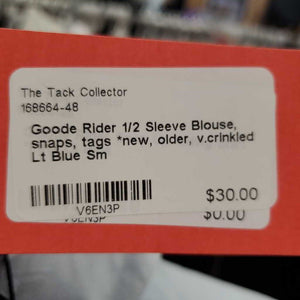 The Tack Collector
168664-48
Goode Rider 1/2 Sleeve Blouse,
snaps, tags *new, older, v.crinkled
Lt Blue Sm
V6EN3P
$30.00
V6EN3P
$0.00